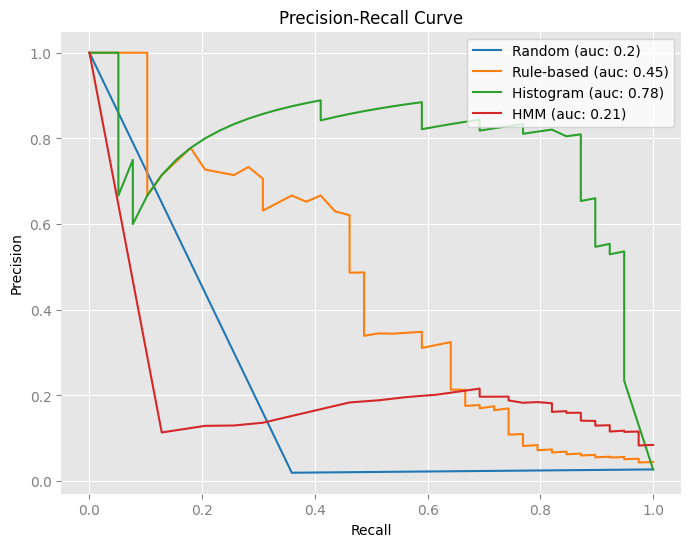 Precision-Recall Curve
Random (auc: 0.2)
Rule-based (auc: 0.45)
Histogram (auc: 0.78)
HMM (auc: 0.21)
1.0
0.8
0.6
0.4
0.2
0.0
Precision
0.0 0.2 0.4 0.6 0.8 1.0
Recall